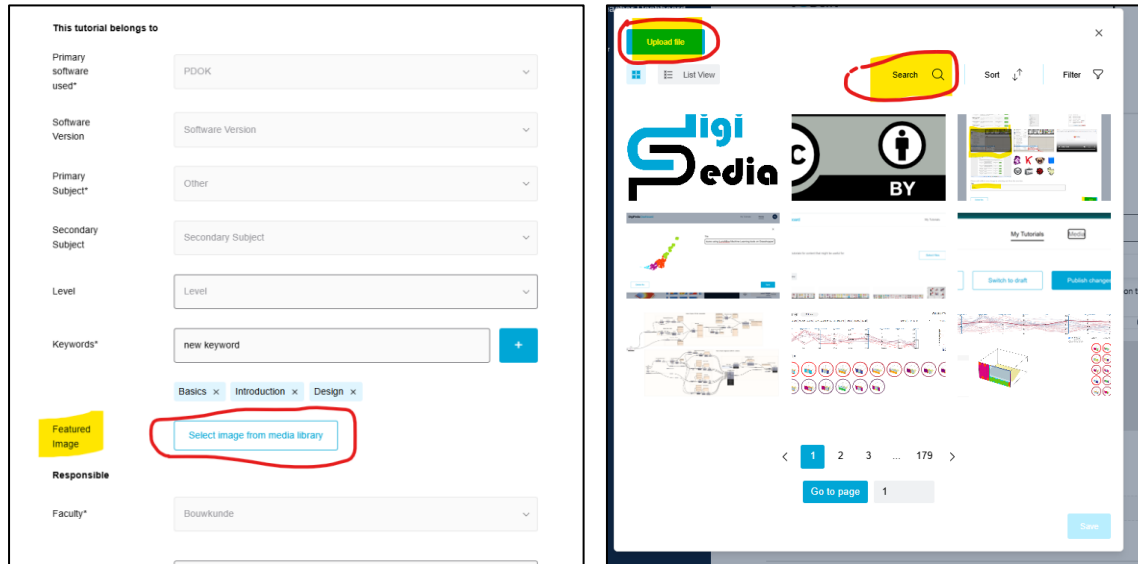 This tutorial belongs to
Primary
software
used*
PDOK
Software
Version
Software Version
Primary
Subject*
Other
Secondary
Subject
Secondary Subject
Level
Level
Keywords*
new keyword
+
Basics ×
Introduction ×
Design ×
Featured
Image
Select image from media library
Responsible
Faculty*
Bouwkunde
Upload file
List View
Search
Sort
Filter
digi
Pedia
cc
BY
My Tutorials
Media
Switch to draft
Publish changes
1
2
3
...
179
Go to page
1
Save